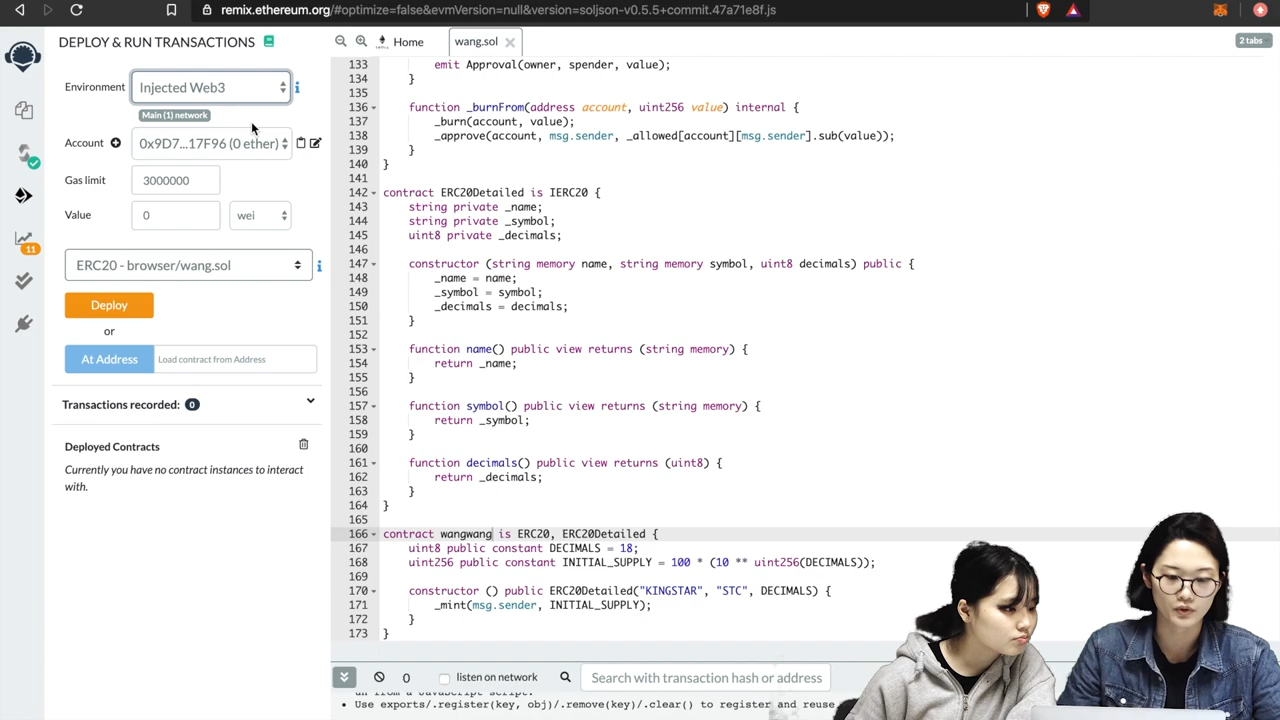 remix.ethereum.org/#optimize=false&evmVersion=null&version=soljson-v0.5.5+commit.47a71e8f.js
DEPLOY & RUN TRANSACTIONS
Home
wang.sol
2 tabs
Environment
Injected Web3
Main (1) network
Account
0x9D7...17F96 (0 ether)
Gas limit
3000000
Value
0
wei
ERC20 - browser/wang.sol
Deploy
or
At Address
Load contract from Address
Transactions recorded: 0
Deployed Contracts
Currently you have no contract instances to interact
with.
11
133 emit Approval(owner, spender, value);
134 }
135
136 function _burnFrom(address account, uint256 value) internal {
137 _burn(account, value);
138 _approve(account, msg.sender, _allowed[account][msg.sender].sub(value));
139 }
140 }
141
142 contract ERC20Detailed is IERC20 {
143 string private _name;
144 string private _symbol;
145 uint8 private _decimals;
146
147 constructor (string memory name, string memory symbol, uint8 decimals) public {
148 _name = name;
149 _symbol = symbol;
150 _decimals = decimals;
151 }
152
153 function name() public view returns (string memory) {
154 return _name;
155 }
156
157 function symbol() public view returns (string memory) {
158 return _symbol;
159 }
160
161 function decimals() public view returns (uint8) {
162 return _decimals;
163 }
164 }
165
166 contract wangwang is ERC20, ERC20Detailed {
167 uint8 public constant DECIMALS = 18;
168 uint256 public constant INITIAL_SUPPLY = 100 * (10 ** uint256(DECIMALS));
169
170 constructor () public ERC20Detailed("KINGSTAR", "STC", DECIMALS) {
171 _mint(msg.sender, INITIAL_SUPPLY);
172 }
173 }
0
listen on network
Search with transaction hash or address
• Use exports/.register(key, obj)/.remove(key)/.clear() to register and reuse